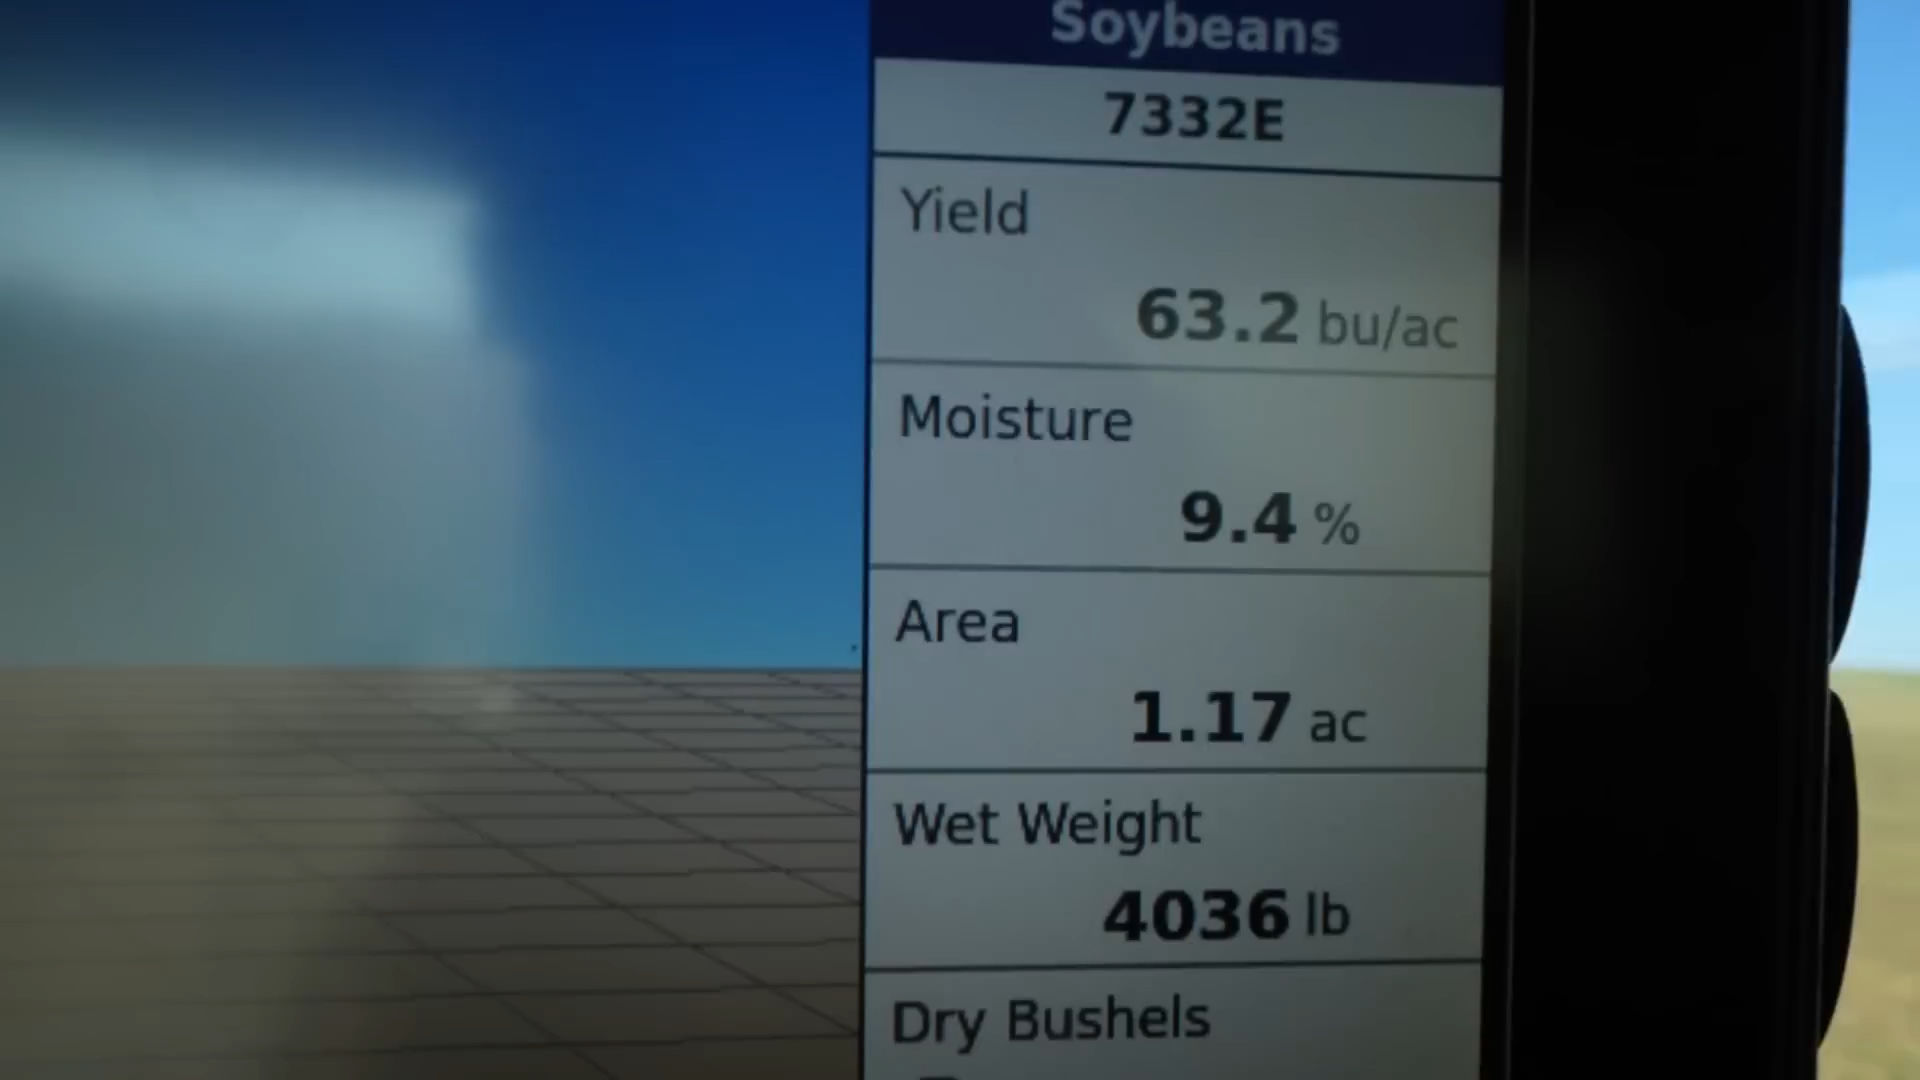 Soybeans
7332E
Yield
63.2 bu/ac
Moisture
9.4 %
Area
1.17 ac
Wet Weight
4036 lb
Dry Bushels